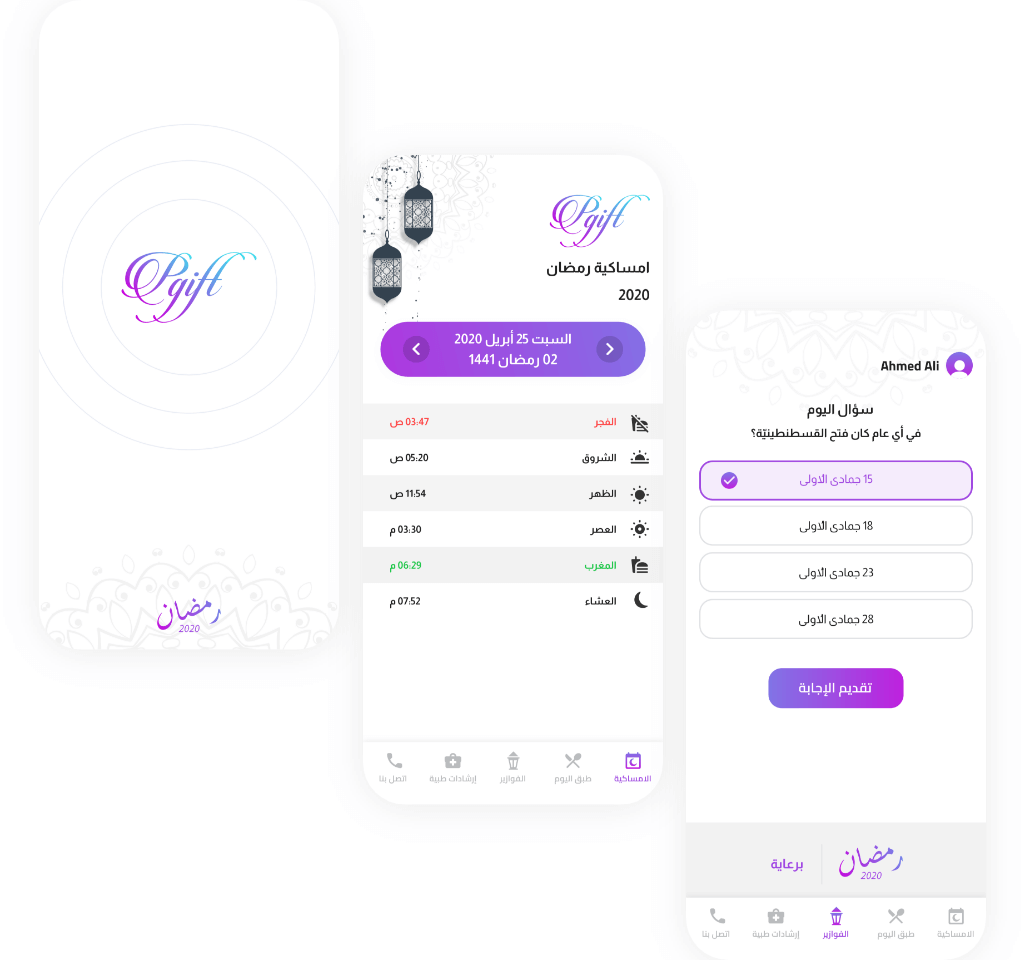 Pgift
رمضان
2020
Pgift
امساكية رمضان
2020
السبت 25 أبريل 2020
02 رمضان 1441
الفجر 03:47 ص
الشروق 05:20 ص
الظهر 11:54 ص
العصر 03:30 م
المغرب 06:29 م
العشاء 07:52 م
الامساكية طبق اليوم الفوازير إرشادات طبية اتصل بنا
Ahmed Ali
سؤال اليوم
في أي عام كان فتح القسطنطينيّة؟
15 جمادى الاولى
18 جمادى الاولى
23 جمادى الاولى
28 جمادى الاولى
تقديم الإجابة
رمضان
2020
برعاية
الامساكية طبق اليوم الفوازير إرشادات طبية اتصل بنا